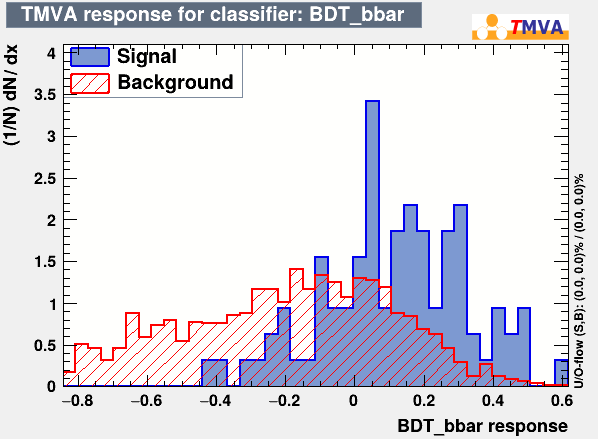 TMVA response for classifier: BDT_bbar
TMVA
(1/N) dN/ dx
Signal
Background
4
3.5
3
2.5
2
1.5
1
0.5
0
−0.8 −0.6 −0.4 −0.2 0 0.2 0.4 0.6
BDT_bbar response
U/O-flow (S,B): (0.0, 0.0)% / (0.0, 0.0)%